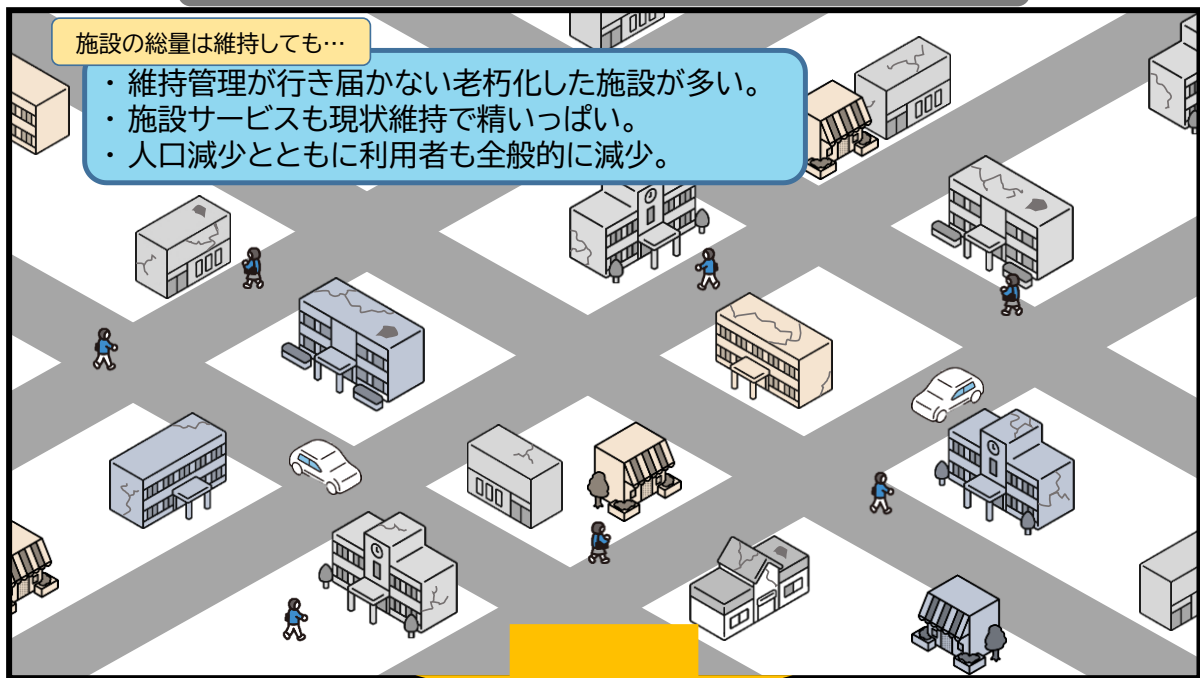 施設の総量は維持しても…
・ 維持管理が行き届かない老朽化した施設が多い。
・ 施設サービスも現状維持で精いっぱい。
・ 人口減少とともに利用者も全般的に減少。